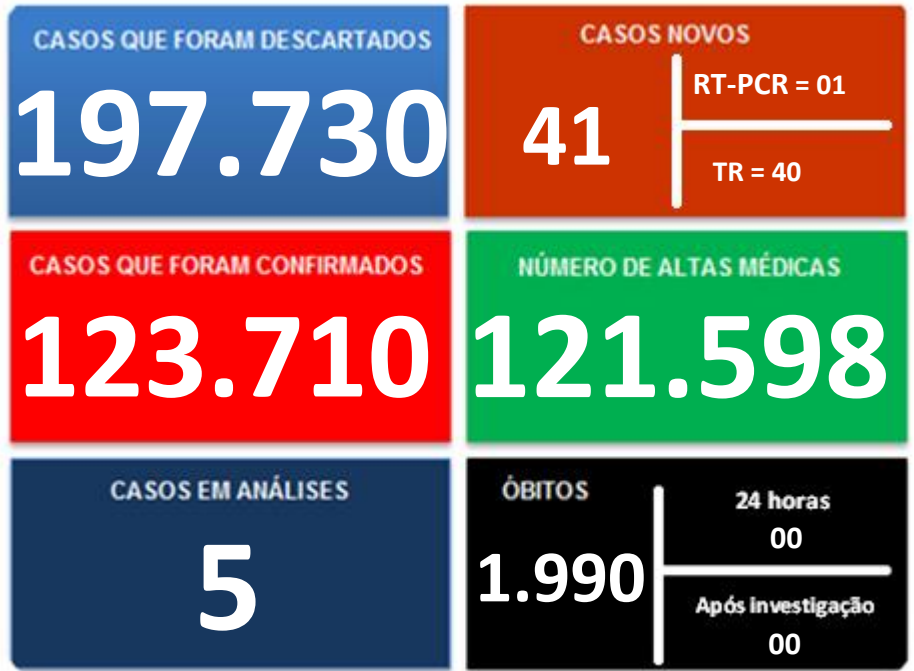 CASOS QUE FORAM DESCARTADOS
197.730
CASOS NOVOS
41
RT-PCR = 01
TR = 40
CASOS QUE FORAM CONFIRMADOS
123.710
NÚMERO DE ALTAS MÉDICAS
121.598
CASOS EM ANÁLISES
5
ÓBITOS
1.990
24 horas
00
Após investigação
00